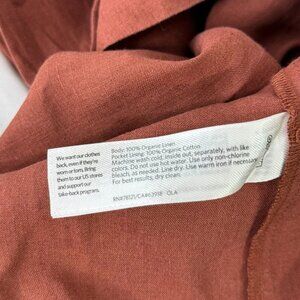 We want our clothes
back, even if they're
worn or torn. Bring
them to our US stores
and support our
take-back program.
Body: 100% Organic Linen
Pocket Lining: 100% Organic Cotton
Machine wash cold, inside out, separately, with like
colors. Do not use hot water. Use only non-chlorine
bleach, as needed. Line dry. Use warm iron if necessary.
For best results, dry clean.